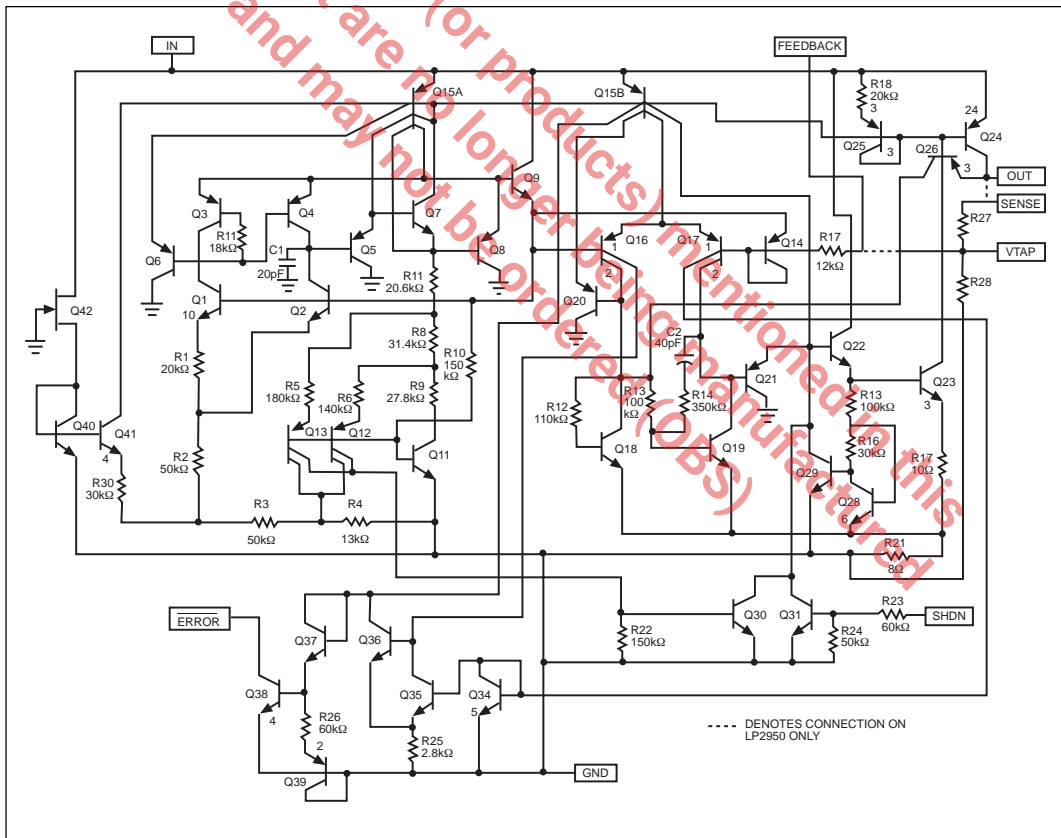 IN
FEEDBACK
Q15A
Q15B
R18
20kΩ
3
24
Q24
Q25
3
Q26
3
OUT
SENSE
Q9
Q3
Q4
Q7
R11
18kΩ
Q6
C1
20pF
Q5
Q8
Q16
1
2
Q17
1
2
Q14
R17
12kΩ
R27
VTAP
R28
Q42
Q1
10
Q2
R11
20.6kΩ
Q20
C2
40pF
Q22
R1
20kΩ
R8
31.4kΩ
R10
150
kΩ
R5
180kΩ
R6
140kΩ
R9
27.8kΩ
Q21
R13
100kΩ
Q23
3
R12
110kΩ
R13
100
kΩ
R14
350kΩ
Q40
Q41
4
Q13
Q12
Q11
Q18
Q19
R16
30kΩ
Q29
R17
10Ω
R2
50kΩ
R30
30kΩ
Q28
6
R3
50kΩ
R4
13kΩ
R21
8Ω
ERROR
Q37
Q36
Q30
Q31
R23
60kΩ
SHDN
R22
150kΩ
R24
50kΩ
Q38
4
Q35
Q34
5
R26
60kΩ
2
Q39
R25
2.8kΩ
GND
DENOTES CONNECTION ON
LP2950 ONLY
(or products) mentioned in this
are no longer being manufactured
and may not be ordered (OBS)